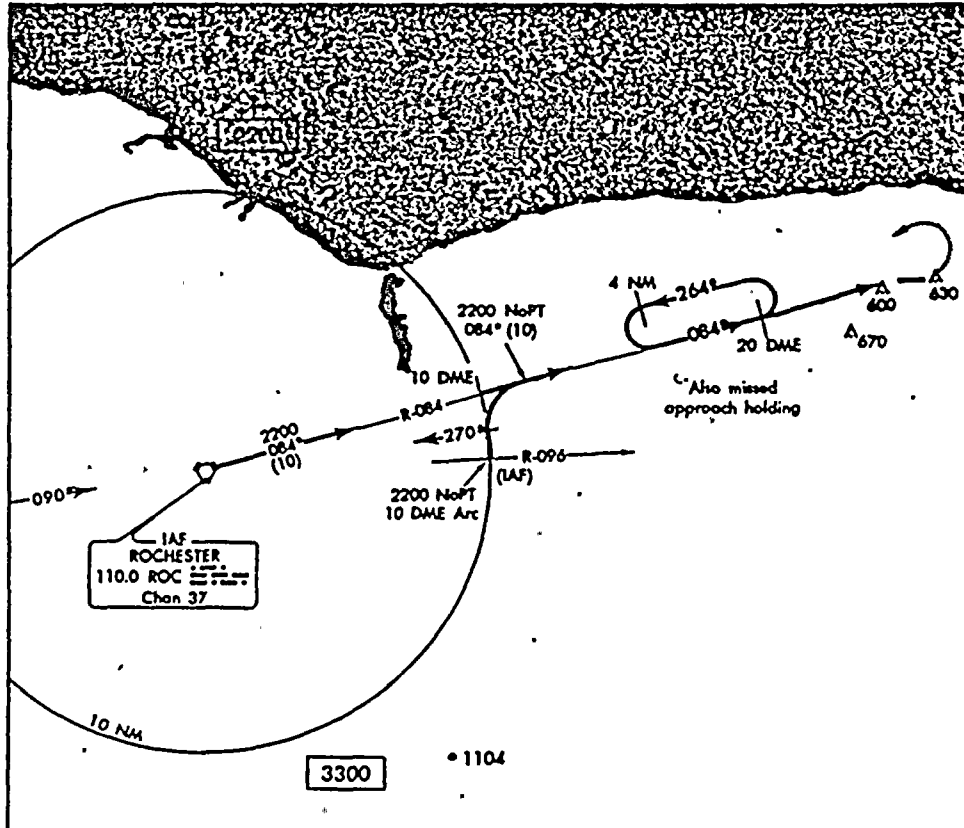 4 NM
264°
630
2200 NoPT
084° (10)
600
084°
20 DME
670
10 DME
Also missed
approach holding
R-084
2200
084°
(10)
270°
R-096
(IAF)
2200 NoPT
10 DME Arc
090°
IAF
ROCHESTER
110.0 ROC
Chan 37
10 NM
1104
3300